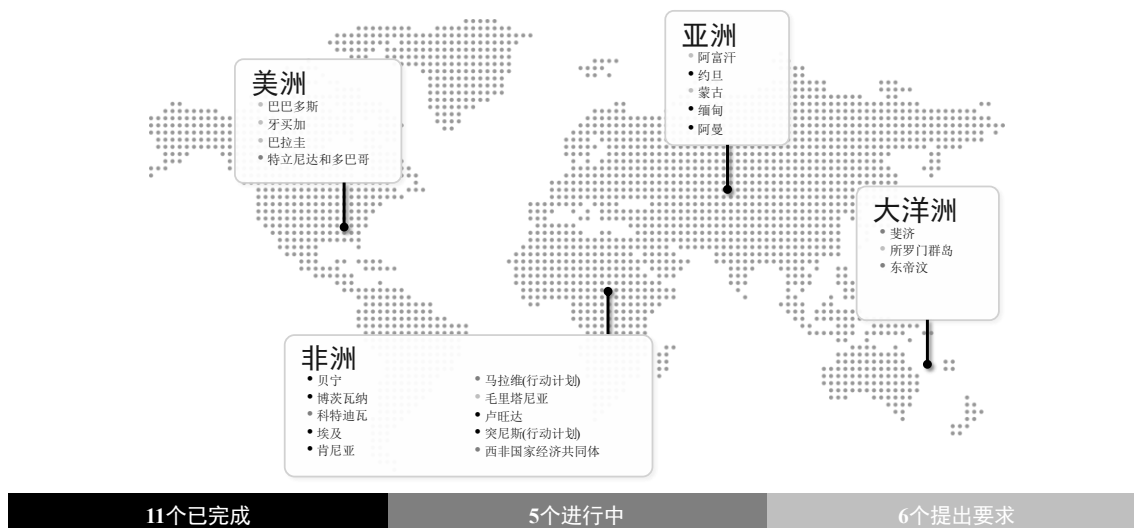 亚洲
• 阿富汗
• 约旦
• 蒙古
• 缅甸
• 阿曼
美洲
• 巴巴多斯
• 牙买加
• 巴拉圭
• 特立尼达和多巴哥
大洋洲
• 斐济
• 所罗门群岛
• 东帝汶
非洲
• 贝宁
• 博茨瓦纳
• 科特迪瓦
• 埃及
• 肯尼亚
• 马拉维(行动计划)
• 毛里塔尼亚
• 卢旺达
• 突尼斯(行动计划)
• 西非国家经济共同体
11个已完成
5个进行中
6个提出要求